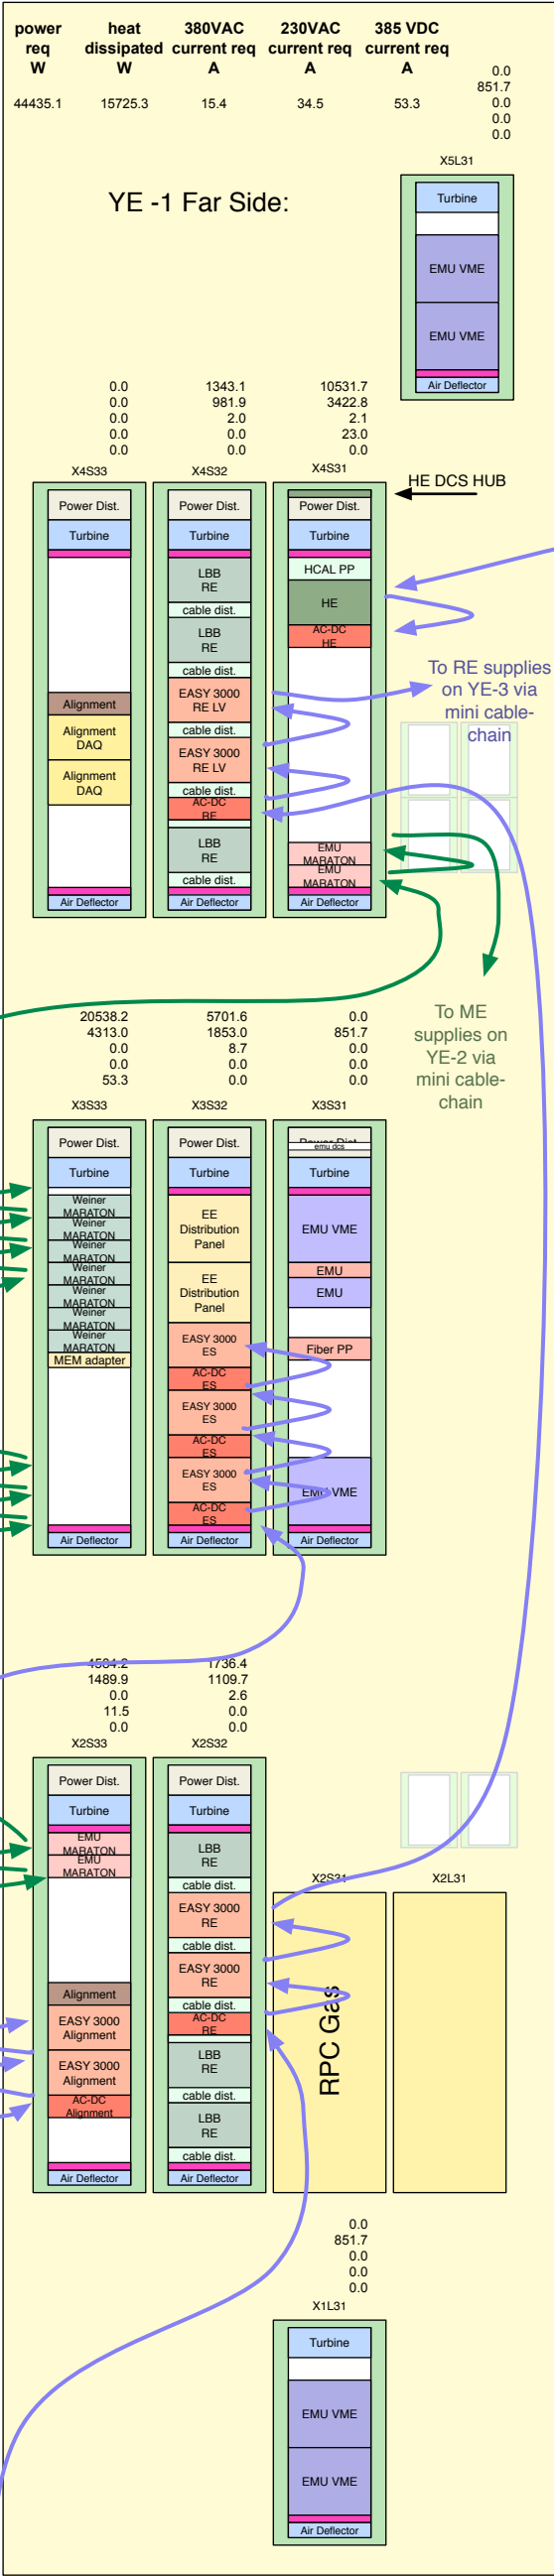 power heat 380VAC 230VAC 385 VDC
req dissipated current req current req current req
W W A A A
44435.1 15725.3 15.4 34.5 53.3
0.0
851.7
0.0
0.0
0.0
X5L31
YE -1 Far Side:
Turbine
EMU VME
EMU VME
Air Deflector
0.0
0.0
0.0
0.0
0.0
X4S33
Power Dist.
Turbine
Alignment
Alignment
DAQ
Alignment
DAQ
Air Deflector
1343.1
981.9
2.0
0.0
0.0
X4S32
Power Dist.
Turbine
LBB
RE
cable dist.
LBB
RE
cable dist.
EASY 3000
RE LV
cable dist.
EASY 3000
RE LV
cable dist.
AC-DC
RE
LBB
RE
cable dist.
Air Deflector
10531.7
3422.8
2.1
23.0
0.0
X4S31
Power Dist.
Turbine
HCAL PP
HE
AC-DC
HE
EMU
MARATON
EMU
MARATON
Air Deflector
HE DCS HUB
To RE supplies
on YE-3 via
mini cable-
chain
To ME
supplies on
YE-2 via
mini cable-
chain
20538.2
4313.0
0.0
0.0
53.3
X3S33
Power Dist.
Turbine
Weiner
MARATON
Weiner
MARATON
Weiner
MARATON
Weiner
MARATON
Weiner
MARATON
Weiner
MARATON
Weiner
MARATON
MEM adapter
Air Deflector
5701.6
1853.0
8.7
0.0
0.0
X3S32
Power Dist.
Turbine
EE
Distribution
Panel
EE
Distribution
Panel
EASY 3000
ES
AC-DC
ES
EASY 3000
ES
AC-DC
ES
EASY 3000
ES
AC-DC
ES
Air Deflector
0.0
851.7
0.0
0.0
0.0
X3S31
Power Dist.
emu dcs
Turbine
EMU VME
EMU
EMU
Fiber PP
EMU VME
Air Deflector
4584.2
1489.9
0.0
11.5
0.0
X2S33
Power Dist.
Turbine
EMU
MARATON
EMU
MARATON
Alignment
EASY 3000
Alignment
EASY 3000
Alignment
AC-DC
Alignment
Air Deflector
1736.4
1109.7
2.6
0.0
0.0
X2S32
Power Dist.
Turbine
LBB
RE
cable dist.
EASY 3000
RE
cable dist.
EASY 3000
RE
cable dist.
AC-DC
RE
LBB
RE
cable dist.
LBB
RE
cable dist.
Air Deflector
X2S31
RPC Gas
X2L31
0.0
851.7
0.0
0.0
0.0
X1L31
Turbine
EMU VME
EMU VME
Air Deflector